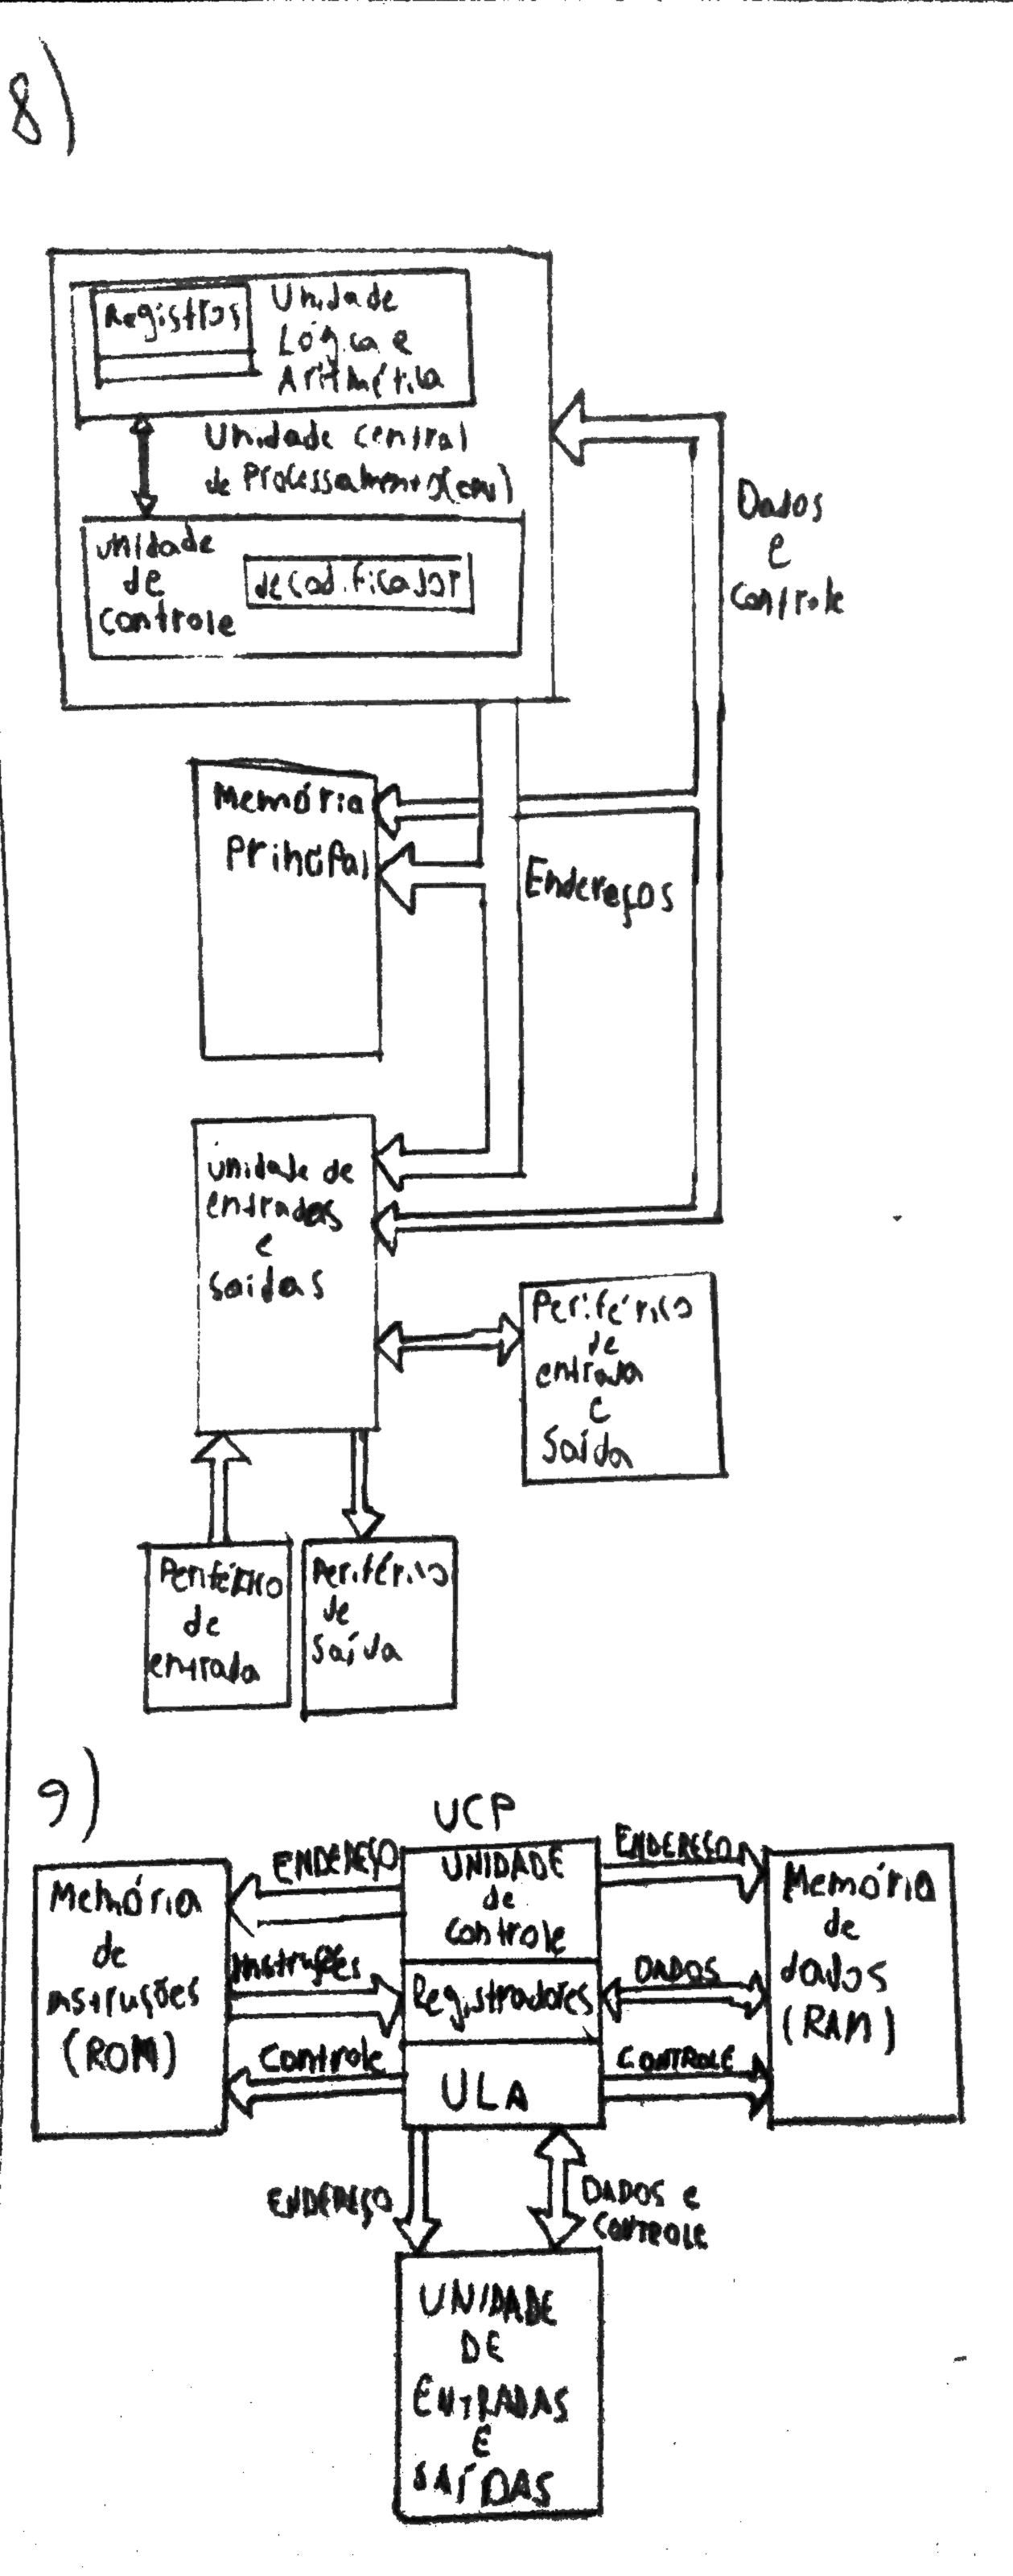 8)
Registros
Unidade
Lógica e
Aritmética
Unidade central
de Processamento (CPU)
unidade
de
controle
decodificador
Dados
e
controle
Memória
Principal
Endereços
unidade de
entradas
e
saidas
Periférico
de
entrada
e
saída
Periférico
de
entrada
Periférico
de
saída
9)
UCP
ENDEREÇO
UNIDADE
de
controle
ENDEREÇO
Memória
de
instruções
(ROM)
Instruções
Registradores
DADOS
Memória
de
dados
(RAM)
Controle
ULA
CONTROLE
ENDEREÇO
DADOS e
CONTROLE
UNIDADE
DE
ENTRADAS
E
SAÍDAS